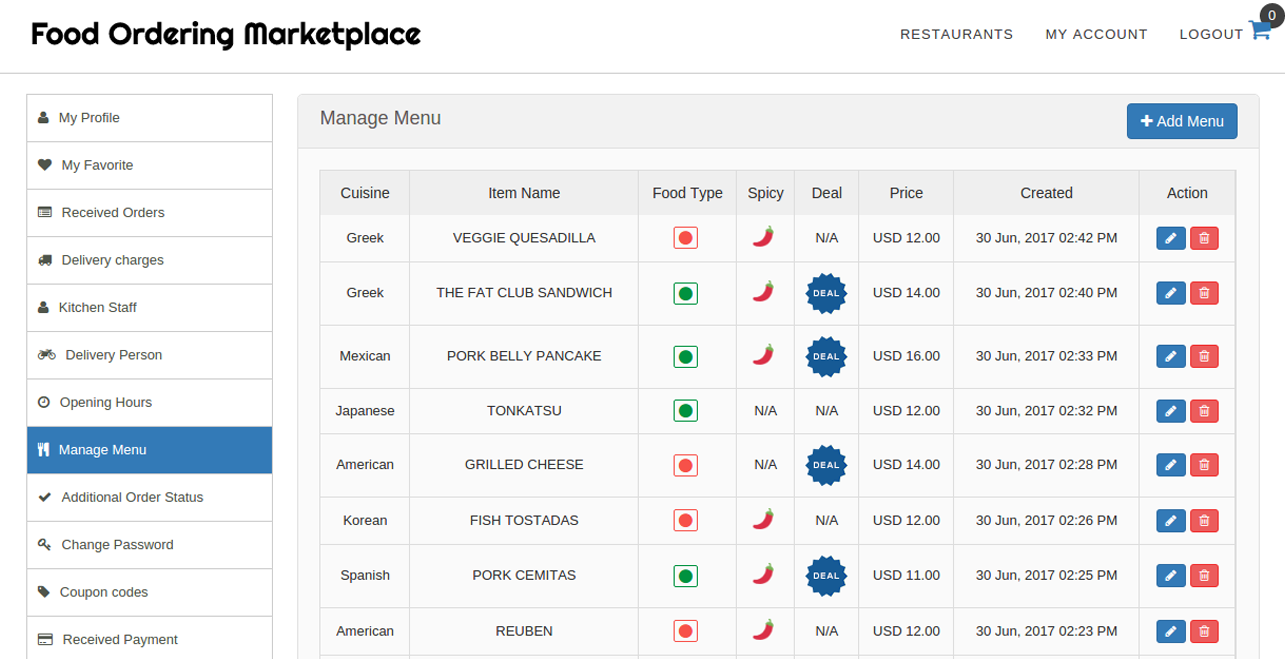 Food Ordering Marketplace
RESTAURANTS MY ACCOUNT LOGOUT 0
My Profile
My Favorite
Received Orders
Delivery charges
Kitchen Staff
Delivery Person
Opening Hours
Manage Menu
Additional Order Status
Change Password
Coupon codes
Received Payment
Manage Menu
Add Menu
Cuisine Item Name Food Type Spicy Deal Price Created Action
Greek VEGGIE QUESADILLA N/A USD 12.00 30 Jun, 2017 02:42 PM
Greek THE FAT CLUB SANDWICH DEAL USD 14.00 30 Jun, 2017 02:40 PM
Mexican PORK BELLY PANCAKE DEAL USD 16.00 30 Jun, 2017 02:33 PM
Japanese TONKATSU N/A N/A USD 12.00 30 Jun, 2017 02:32 PM
American GRILLED CHEESE N/A DEAL USD 14.00 30 Jun, 2017 02:28 PM
Korean FISH TOSTADAS N/A USD 12.00 30 Jun, 2017 02:26 PM
Spanish PORK CEMITAS DEAL USD 11.00 30 Jun, 2017 02:25 PM
American REUBEN N/A USD 12.00 30 Jun, 2017 02:23 PM